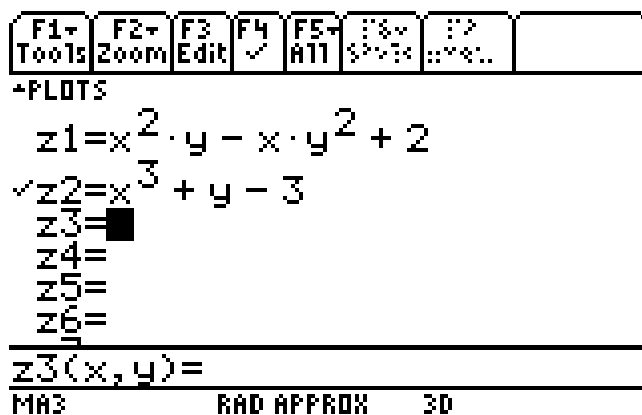 F1 Tools F2 Zoom F3 Edit F4 ✓ F5 All
PLOTS
z1=x²·y − x·y² + 2
✓z2=x³ + y − 3
z3=
z4=
z5=
z6=
z3(x,y)=
MA3 RAD APPROX 3D